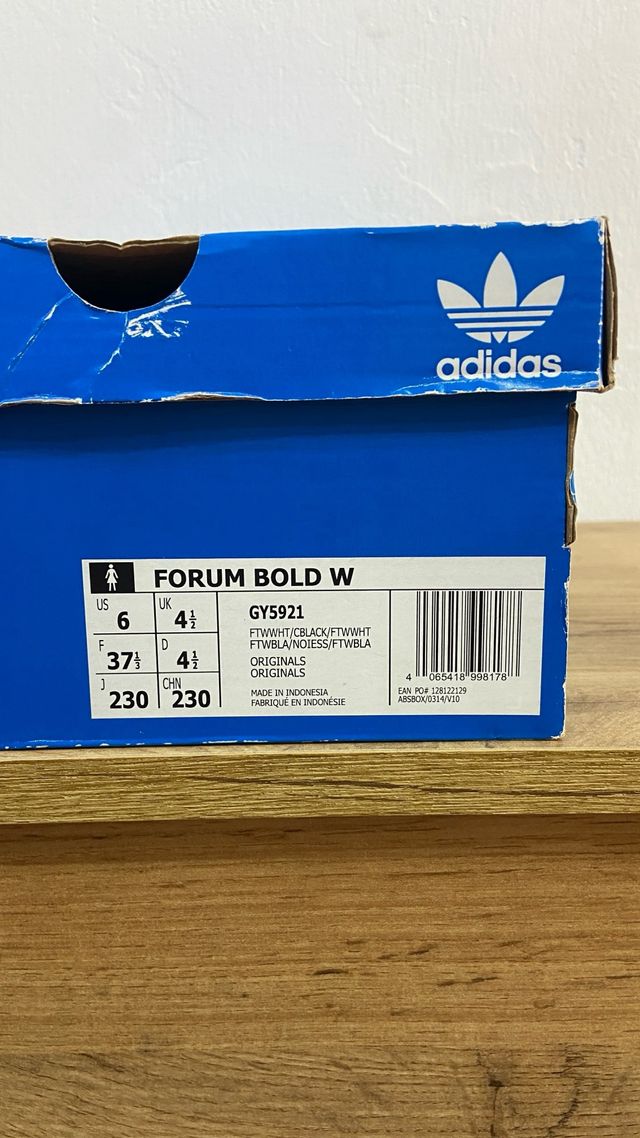 adidas
FORUM BOLD W
US 6 UK 4½
F 37⅓ D 4½
J 230 CHN 230
GY5921
FTWWHT/CBLACK/FTWWHT
FTWBLA/NOIESS/FTWBLA
ORIGINALS
ORIGINALS
MADE IN INDONESIA
FABRIQUÉ EN INDONÉSIE
4 065418 998178
EAN PO# 128122129
ABSBOX/0314/V10